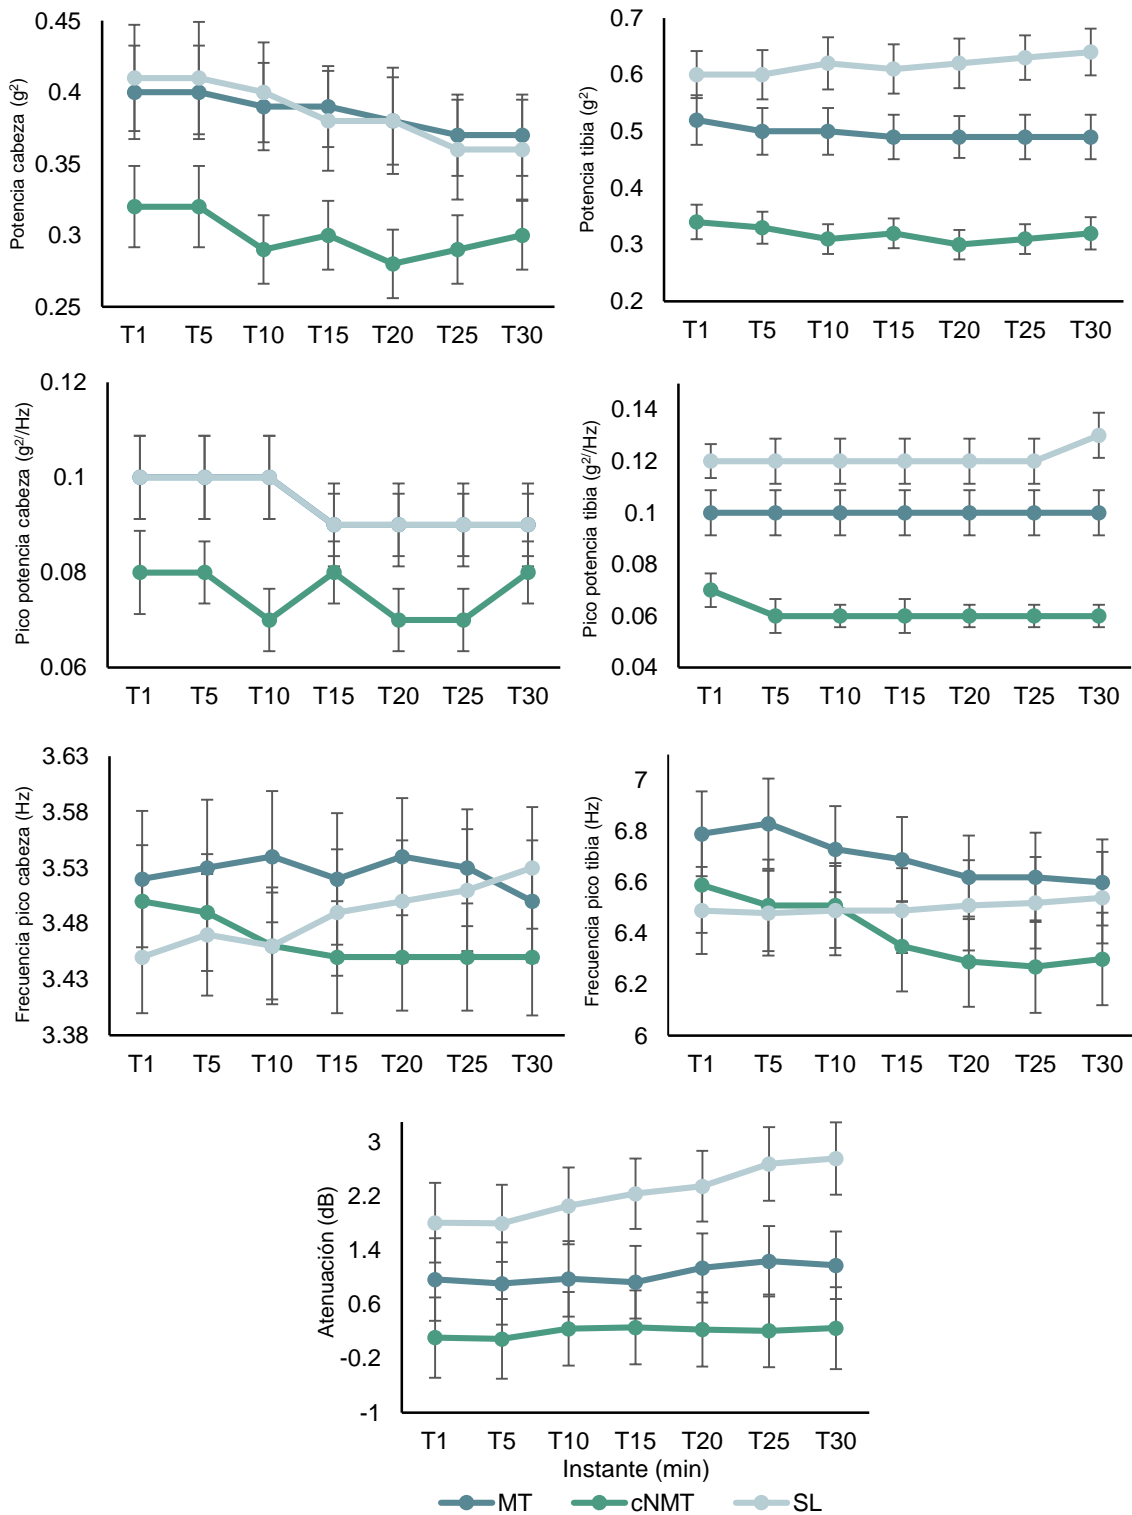 Potencia cabeza (g²)
0.45
0.4
0.35
0.3
0.25
T1 T5 T10 T15 T20 T25 T30
Potencia tibia (g²)
0.7
0.6
0.5
0.4
0.3
0.2
T1 T5 T10 T15 T20 T25 T30
Pico potencia cabeza (g²/Hz)
0.12
0.1
0.08
0.06
T1 T5 T10 T15 T20 T25 T30
Pico potencia tibia (g²/Hz)
0.14
0.12
0.1
0.08
0.06
0.04
T1 T5 T10 T15 T20 T25 T30
Frecuencia pico cabeza (Hz)
3.63
3.58
3.53
3.48
3.43
3.38
T1 T5 T10 T15 T20 T25 T30
Frecuencia pico tibia (Hz)
7
6.8
6.6
6.4
6.2
6
T1 T5 T10 T15 T20 T25 T30
Atenuación (dB)
3
2.2
1.4
0.6
-0.2
-1
T1 T5 T10 T15 T20 T25 T30
Instante (min)
MT cNMT SL